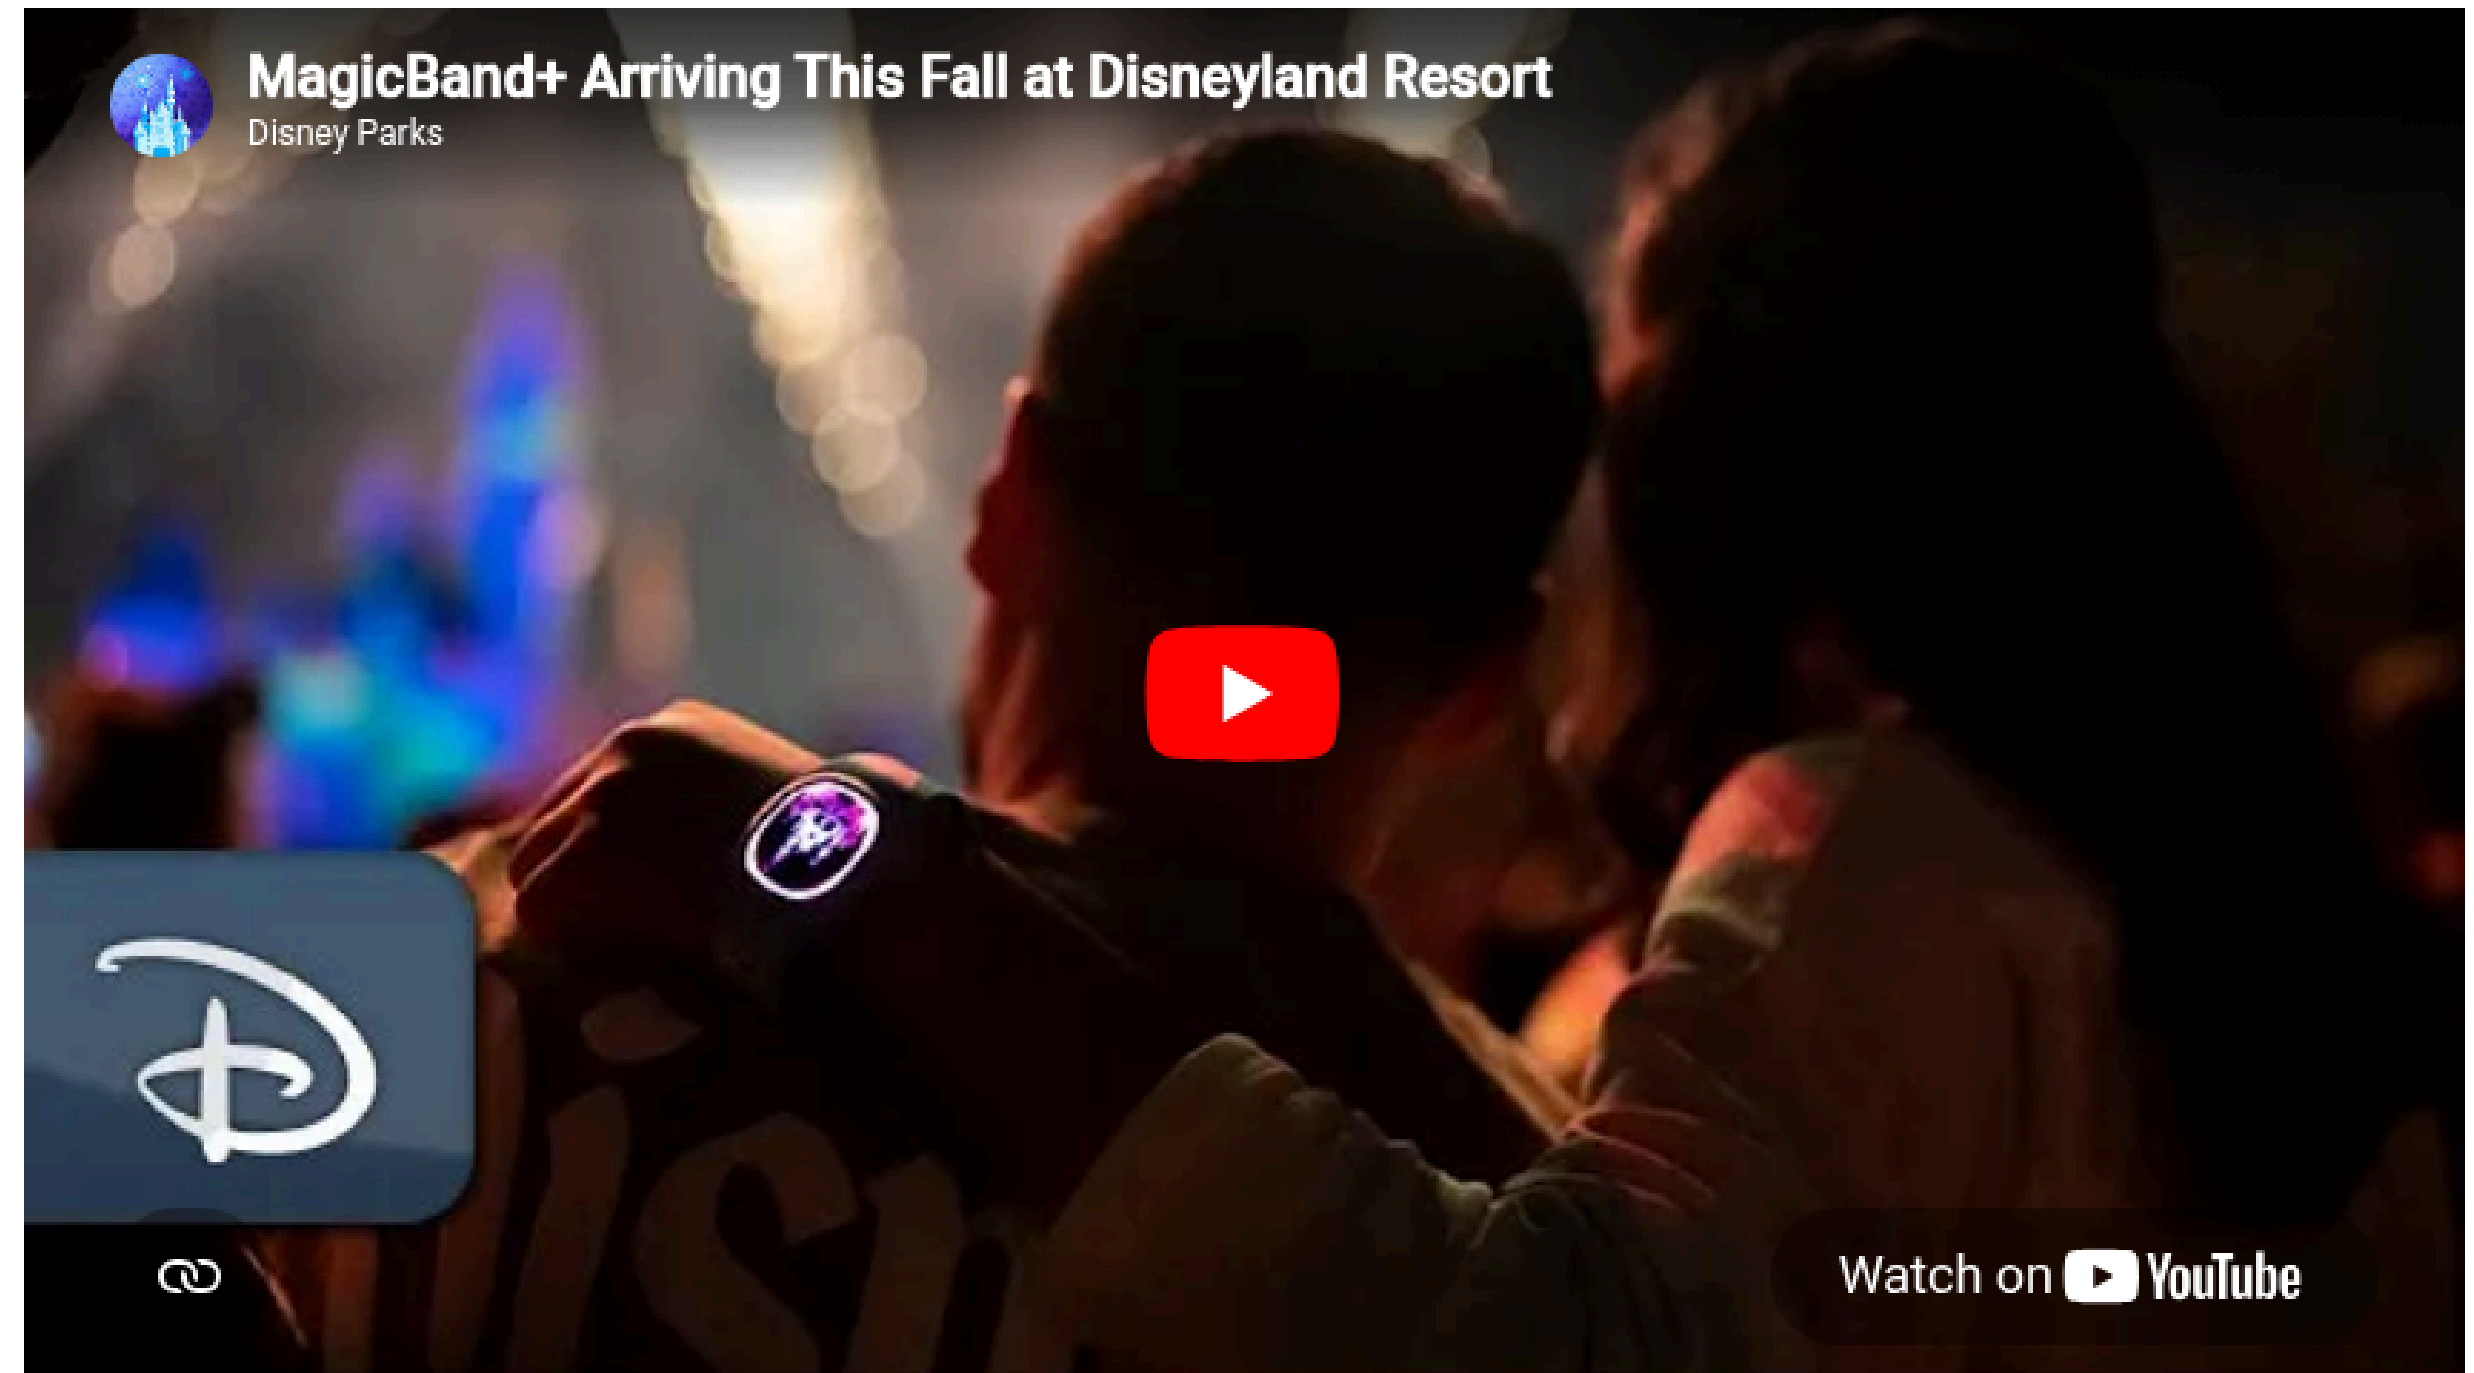 MagicBand+ Arriving This Fall at Disneyland Resort
Disney Parks
D
Watch on YouTube